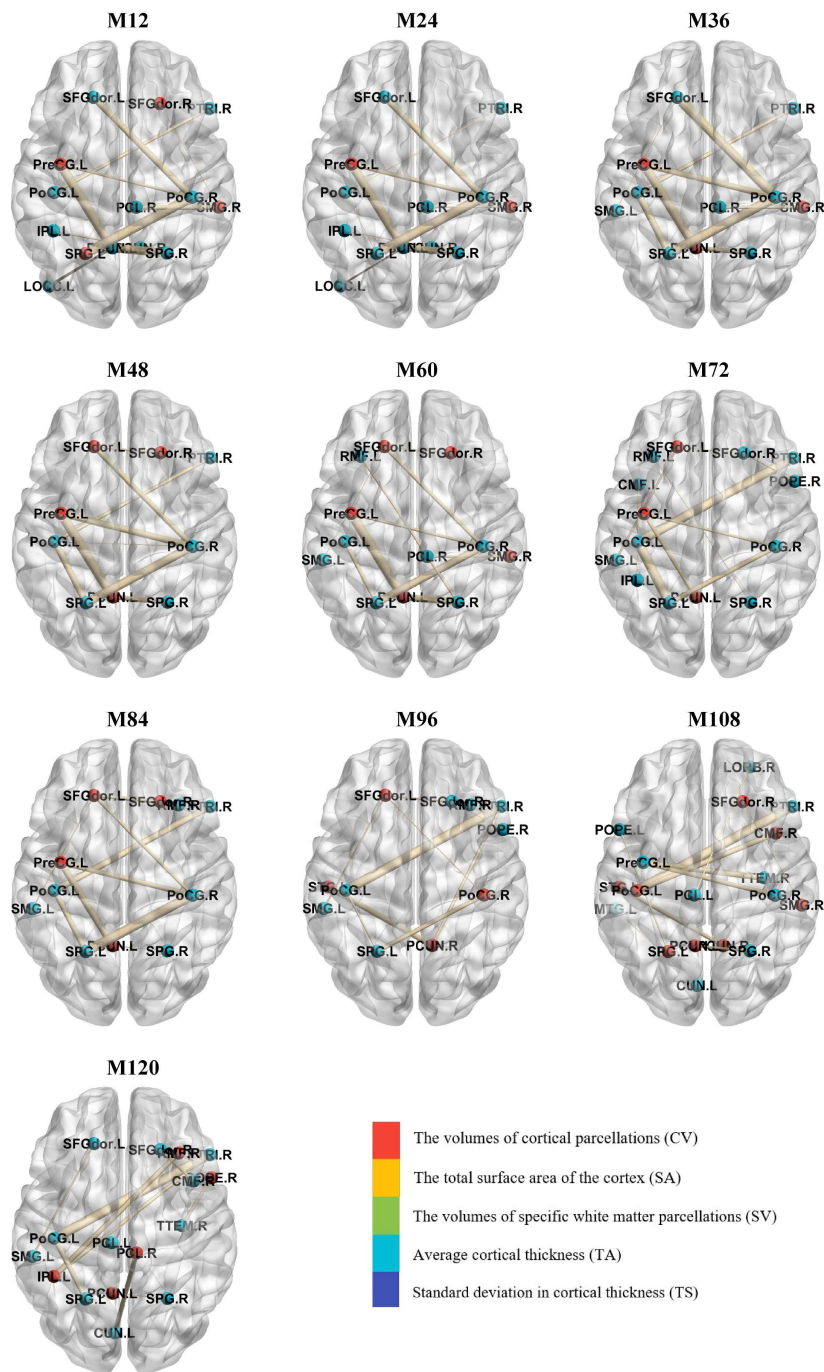 M12 M24 M36
SFGdor.L SFGdor.R PTRI.R SFGdor.L PTRI.R SFGdor.L PTRI.R
PreCG.L PreCG.L PreCG.L
PoCG.L PoCG.R PoCG.L PoCG.R PoCG.L PoCG.R
PCL.R SMG.R PCL.R SMG.R SMG.L PCL.R SMG.R
IPL.L IPL.L
SPG.L SPG.R SPG.L SPG.R SPG.L SPG.R
LOCC.L LOCC.L
M48 M60 M72
SFGdor.L SFGdor.R PTRI.R SFGdor.L SFGdor.R SFGdor.L SFGdor.R PTRI.R
RMF.L RMF.L
CMF.L POPE.R
PreCG.L PreCG.L PreCG.L
PoCG.L PoCG.R PoCG.L PoCG.R PoCG.L PoCG.R
SMG.L PCL.R SMG.R SMG.L
IPL.L
SPG.L SPG.R SPG.L SPG.R SPG.L SPG.R
M84 M96 M108
LORB.R
SFGdor.L SFGdor.R SFGdor.L SFGdor.R PTRI.R
POPE.R POPE.L CMF.R
PreCG.L PreCG.L
TTEM.R
PoCG.L PoCG.R PoCG.L PoCG.R PoCG.L PCL.L PoCG.R
SMG.L SMG.L MTG.L SMG.R
SPG.L SPG.R SPG.L PCUN.R SPG.L SPG.R
CUN.L
M120
SFGdor.L
CMF.R
TTEM.R
PoCG.L PCL.L
SMG.L PCL.R
IPL.L
SPG.L PCUN.L SPG.R
CUN.L
The volumes of cortical parcellations (CV)
The total surface area of the cortex (SA)
The volumes of specific white matter parcellations (SV)
Average cortical thickness (TA)
Standard deviation in cortical thickness (TS)